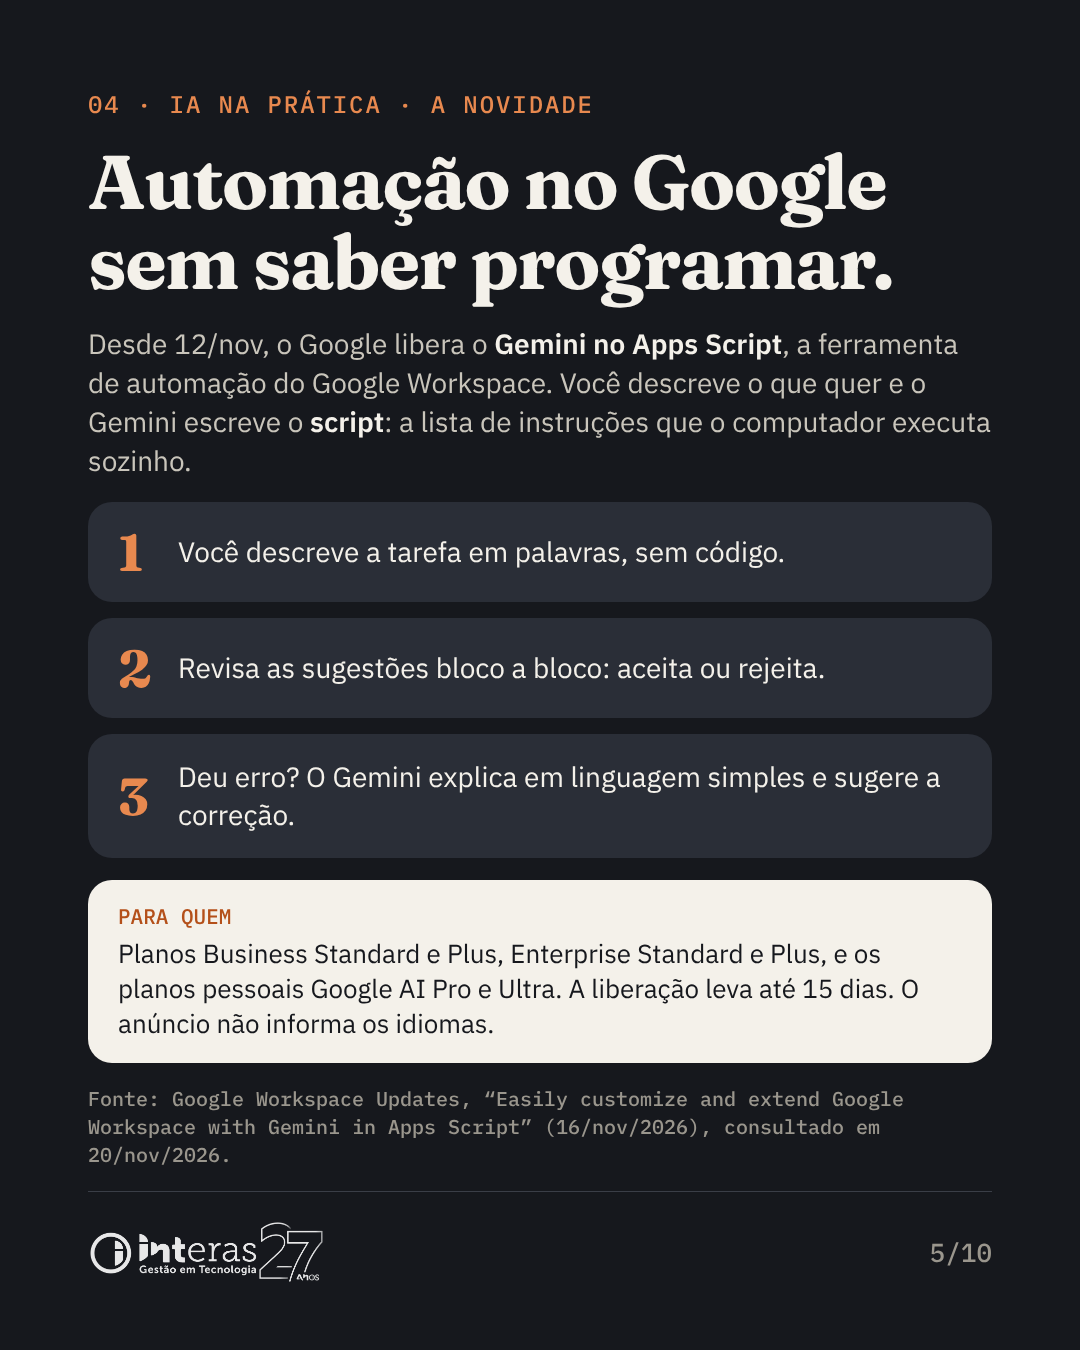 04 · IA NA PRÁTICA · A NOVIDADE
Automação no Google
sem saber programar.
Desde 12/nov, o Google libera o Gemini no Apps Script, a ferramenta
de automação do Google Workspace. Você descreve o que quer e o
Gemini escreve o script: a lista de instruções que o computador executa
sozinho.
1 Você descreve a tarefa em palavras, sem código.
2 Revisa as sugestões bloco a bloco: aceita ou rejeita.
3 Deu erro? O Gemini explica em linguagem simples e sugere a
correção.
PARA QUEM
Planos Business Standard e Plus, Enterprise Standard e Plus, e os
planos pessoais Google AI Pro e Ultra. A liberação leva até 15 dias. O
anúncio não informa os idiomas.
Fonte: Google Workspace Updates, “Easily customize and extend Google
Workspace with Gemini in Apps Script” (16/nov/2026), consultado em
20/nov/2026.
interas 27
Gestão em Tecnologia anos
5/10